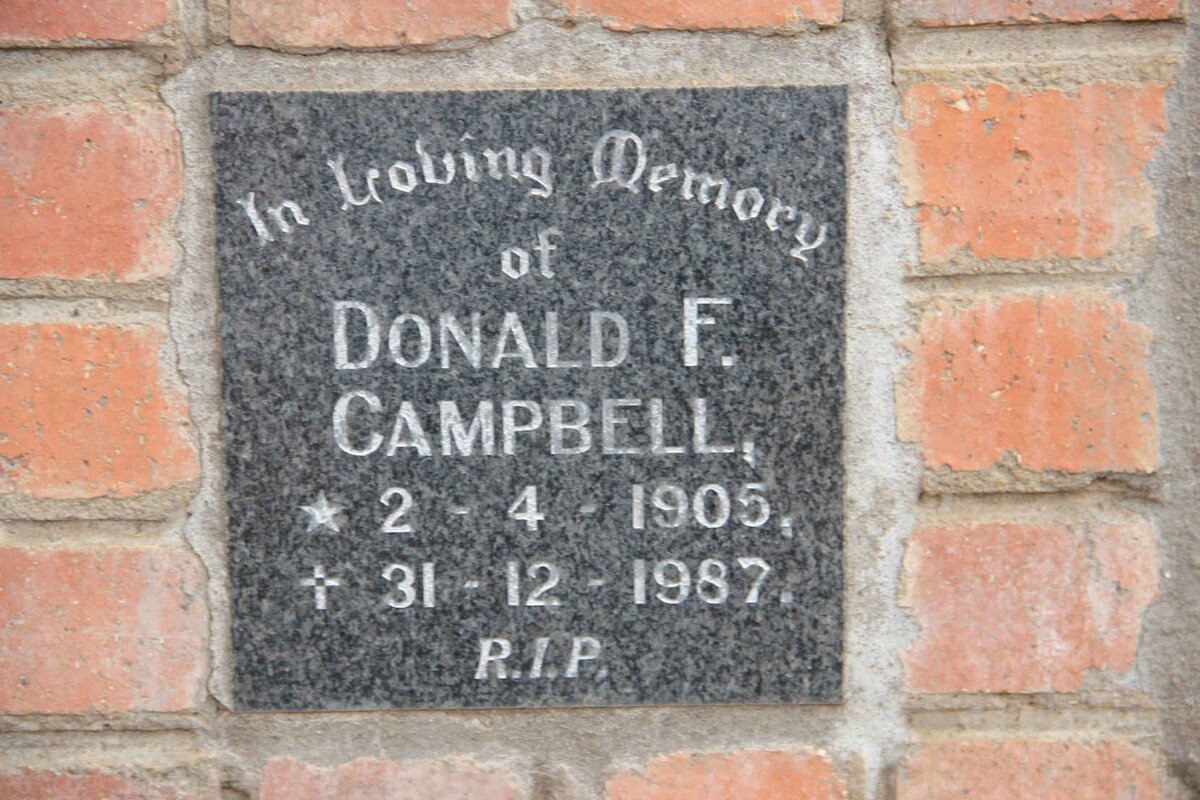 In Loving Memory
of
DONALD F.
CAMPBELL,
★ 2 - 4 - 1905,
✝ 31 - 12 - 1987.
R.I.P.